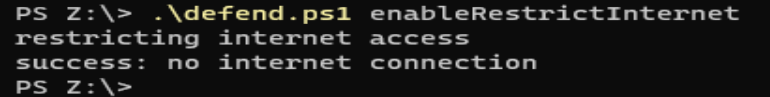 PS Z:\> .\defend.ps1 enableRestrictInternet
restricting internet access
success: no internet connection
PS Z:\>